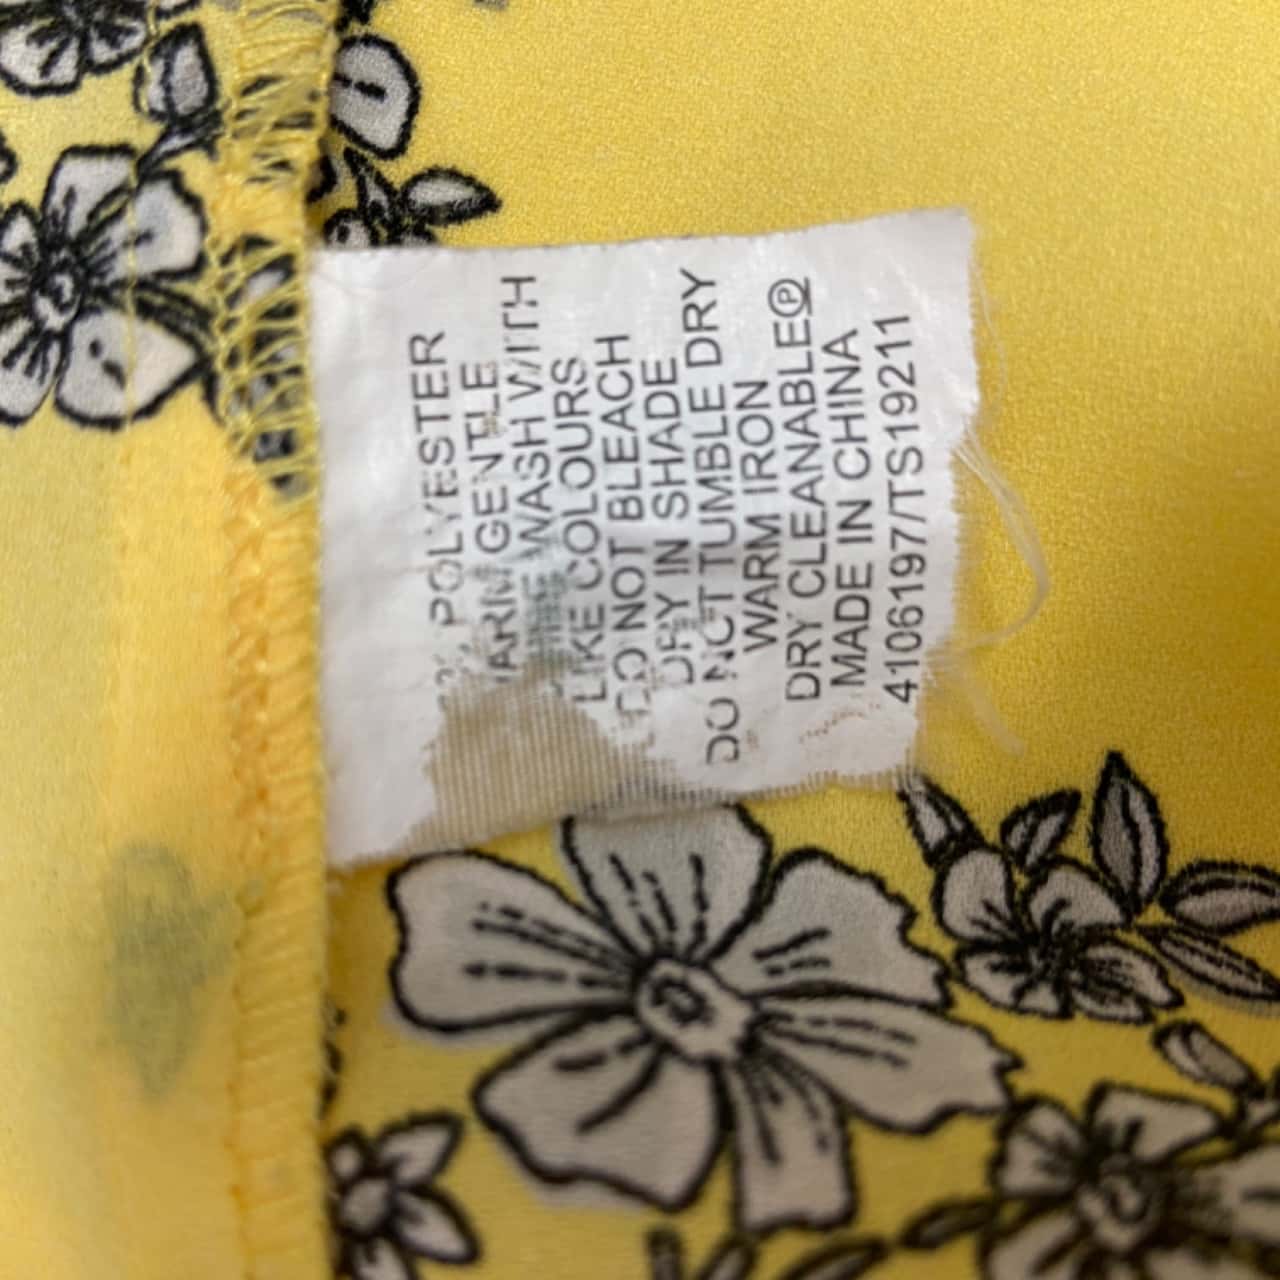 POLYESTER
GENTLE
WASH WITH
LIKE COLOURS
DO NOT BLEACH
DRY IN SHADE
DO NOT TUMBLE DRY
WARM IRON
DRY CLEANABLE Ⓟ
MADE IN CHINA
4106197/TS19211